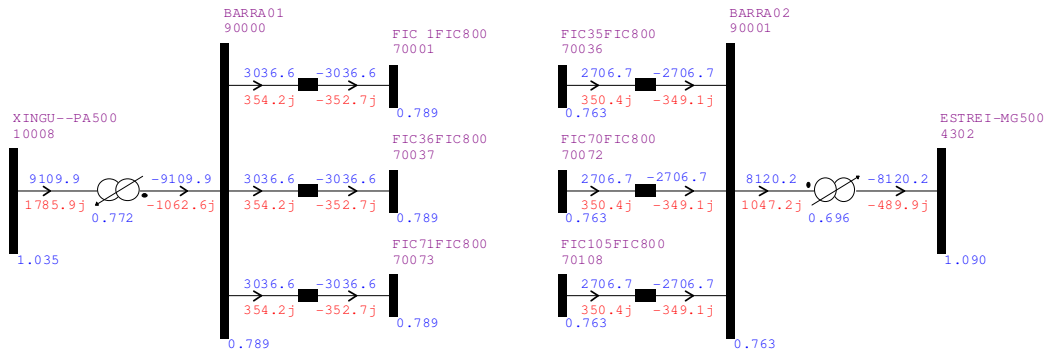 BARRA01
90000
BARRA02
90001
FIC 1FIC800
70001
FIC35FIC800
70036
3036.6 -3036.6
354.2j -352.7j
0.789
2706.7 -2706.7
350.4j -349.1j
0.763
XINGU--PA500
10008
ESTREI-MG500
4302
FIC36FIC800
70037
FIC70FIC800
70072
9109.9 -9109.9
1785.9j -1062.6j
0.772
3036.6 -3036.6
354.2j -352.7j
0.789
2706.7 -2706.7
350.4j -349.1j
0.763
8120.2 -8120.2
1047.2j -489.9j
0.696
1.035
1.090
FIC71FIC800
70073
FIC105FIC800
70108
3036.6 -3036.6
354.2j -352.7j
0.789
2706.7 -2706.7
350.4j -349.1j
0.763
0.789
0.763